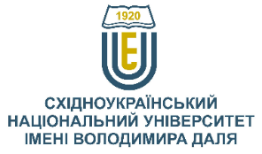 1920
СХІДНОУКРАЇНСЬКИЙ
НАЦІОНАЛЬНИЙ УНІВЕРСИТЕТ
ІМЕНІ ВОЛОДИМИРА ДАЛЯ